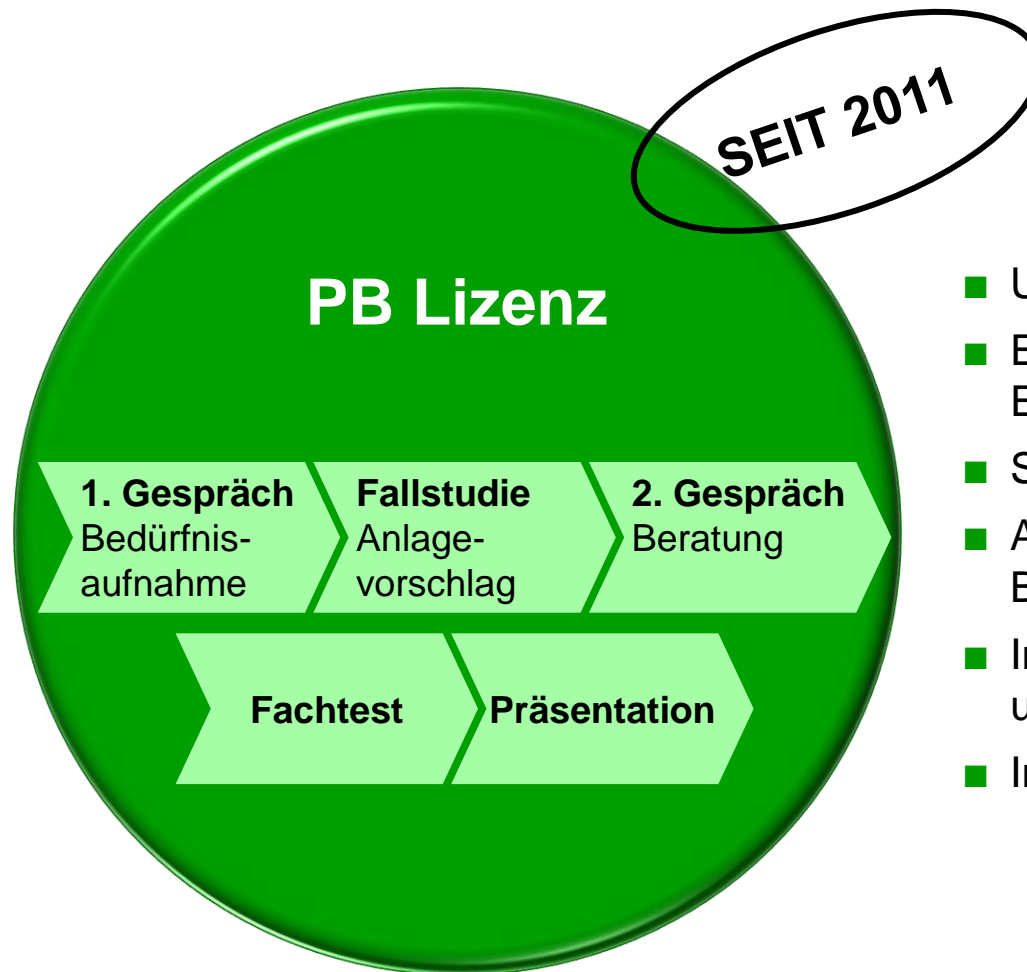 SEIT 2011
PB Lizenz
1. Gespräch
Bedürfnis-
aufnahme
Fallstudie
Anlage-
vorschlag
2. Gespräch
Beratung
Fachtest
Präsentation